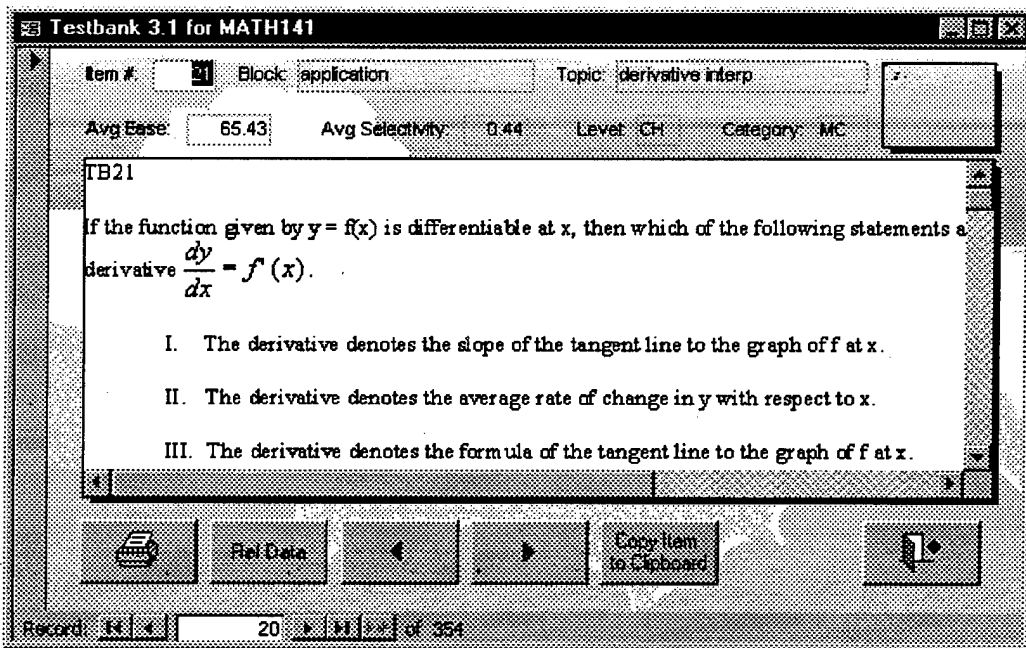 Testbank 3.1 for MATH141
Item #: 21 Block: application Topic: derivative interp
Avg Ease: 65.43 Avg Selectivity: 0.44 Level: CH Category: MC
TB21
If the function given by y = f(x) is differentiable at x, then which of the following statements a
derivative dy/dx = f' (x).
I. The derivative denotes the slope of the tangent line to the graph of f at x.
II. The derivative denotes the average rate of change in y with respect to x.
III. The derivative denotes the formula of the tangent line to the graph of f at x.
Rel Data
Copy Item
to Clipboard
Record: 20 of 354